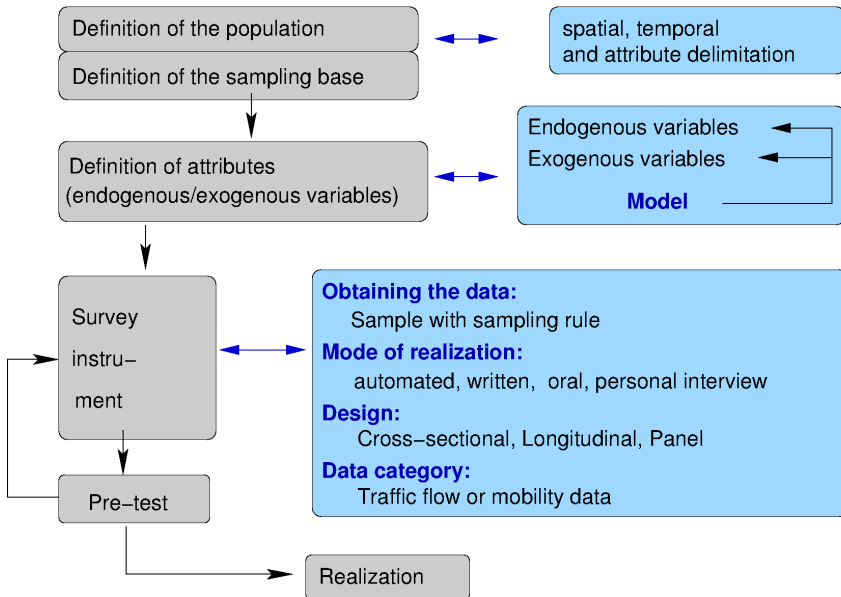 Definition of the population
spatial, temporal
and attribute delimitation
Definition of the sampling base
Endogenous variables
Exogenous variables
Model
Definition of attributes
(endogenous/exogenous variables)
Survey
instru−
ment
Obtaining the data:
Sample with sampling rule
Mode of realization:
automated, written, oral, personal interview
Design:
Cross−sectional, Longitudinal, Panel
Data category:
Traffic flow or mobility data
Pre−test
Realization